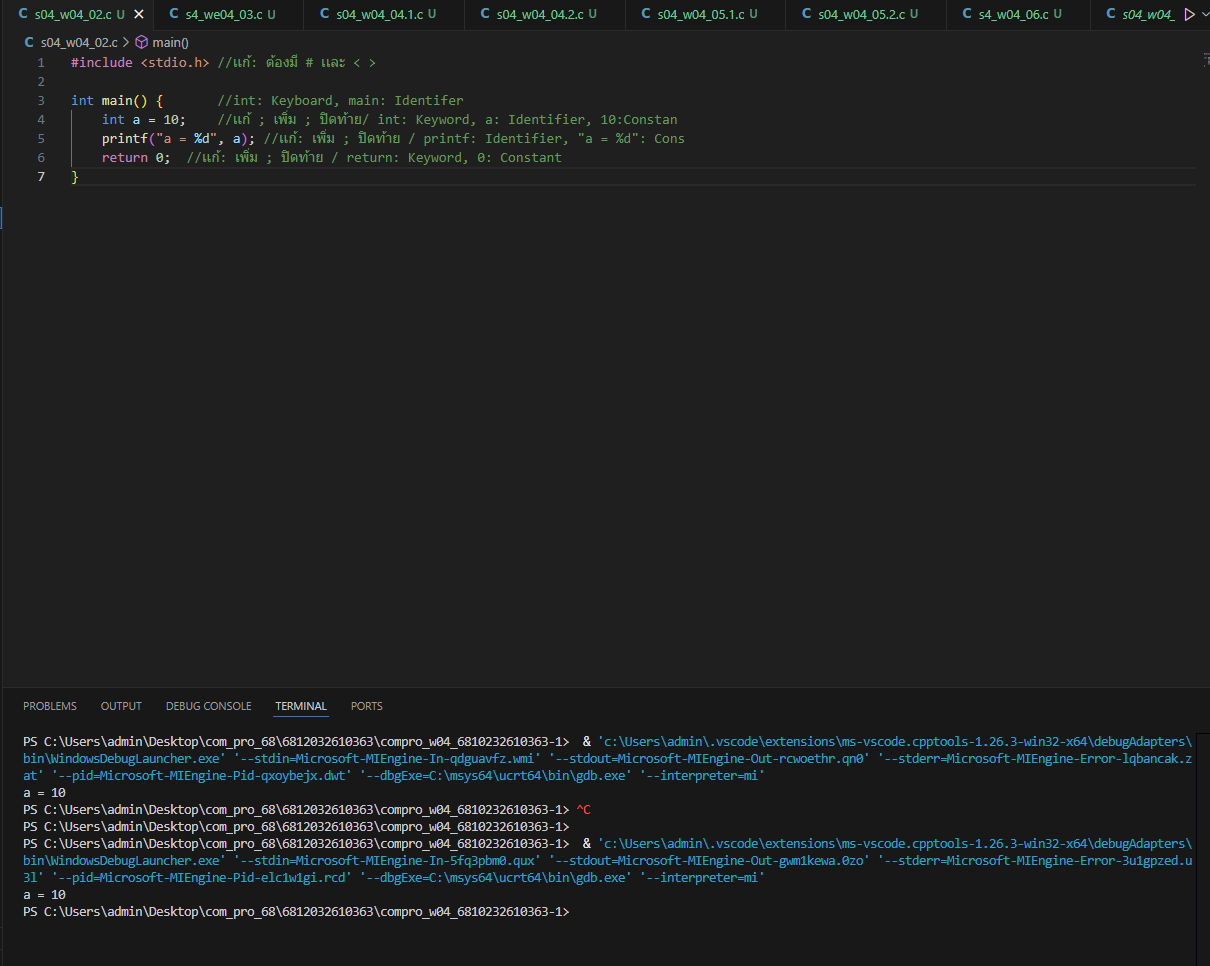 s04_w04_02.c U
s4_we04_03.c U
s04_w04_04.1.c U
s04_w04_04.2.c U
s04_w04_05.1.c U
s04_w04_05.2.c U
s4_w04_06.c U
s04_w04_
s04_w04_02.c > main()
1 #include <stdio.h> //แก้: ต้องมี # และ < >
2
3 int main() { //int: Keyboard, main: Identifer
4 int a = 10; //แก้ ; เพิ่ม ; ปิดท้าย/ int: Keyword, a: Identifier, 10:Constan
5 printf("a = %d", a); //แก้: เพิ่ม ; ปิดท้าย / printf: Identifier, "a = %d": Cons
6 return 0; //แก้: เพิ่ม ; ปิดท้าย / return: Keyword, 0: Constant
7 }
PROBLEMS OUTPUT DEBUG CONSOLE TERMINAL PORTS
PS C:\Users\admin\Desktop\com_pro_68\6812032610363\compro_w04_6810232610363-1> & 'c:\Users\admin\.vscode\extensions\ms-vscode.cpptools-1.26.3-win32-x64\debugAdapters\
bin\WindowsDebugLauncher.exe' '--stdin=Microsoft-MIEngine-In-qdguavfz.wmi' '--stdout=Microsoft-MIEngine-Out-rcwoethr.qn0' '--stderr=Microsoft-MIEngine-Error-lqbancak.z
at' '--pid=Microsoft-MIEngine-Pid-qxoybejx.dwt' '--dbgExe=C:\msys64\ucrt64\bin\gdb.exe' '--interpreter=mi'
a = 10
PS C:\Users\admin\Desktop\com_pro_68\6812032610363\compro_w04_6810232610363-1> ^C
PS C:\Users\admin\Desktop\com_pro_68\6812032610363\compro_w04_6810232610363-1>
PS C:\Users\admin\Desktop\com_pro_68\6812032610363\compro_w04_6810232610363-1> & 'c:\Users\admin\.vscode\extensions\ms-vscode.cpptools-1.26.3-win32-x64\debugAdapters\
bin\WindowsDebugLauncher.exe' '--stdin=Microsoft-MIEngine-In-5fq3pbm0.qux' '--stdout=Microsoft-MIEngine-Out-gwm1kewa.0zo' '--stderr=Microsoft-MIEngine-Error-3u1gpzed.u
3l' '--pid=Microsoft-MIEngine-Pid-elc1w1gi.rcd' '--dbgExe=C:\msys64\ucrt64\bin\gdb.exe' '--interpreter=mi'
a = 10
PS C:\Users\admin\Desktop\com_pro_68\6812032610363\compro_w04_6810232610363-1>